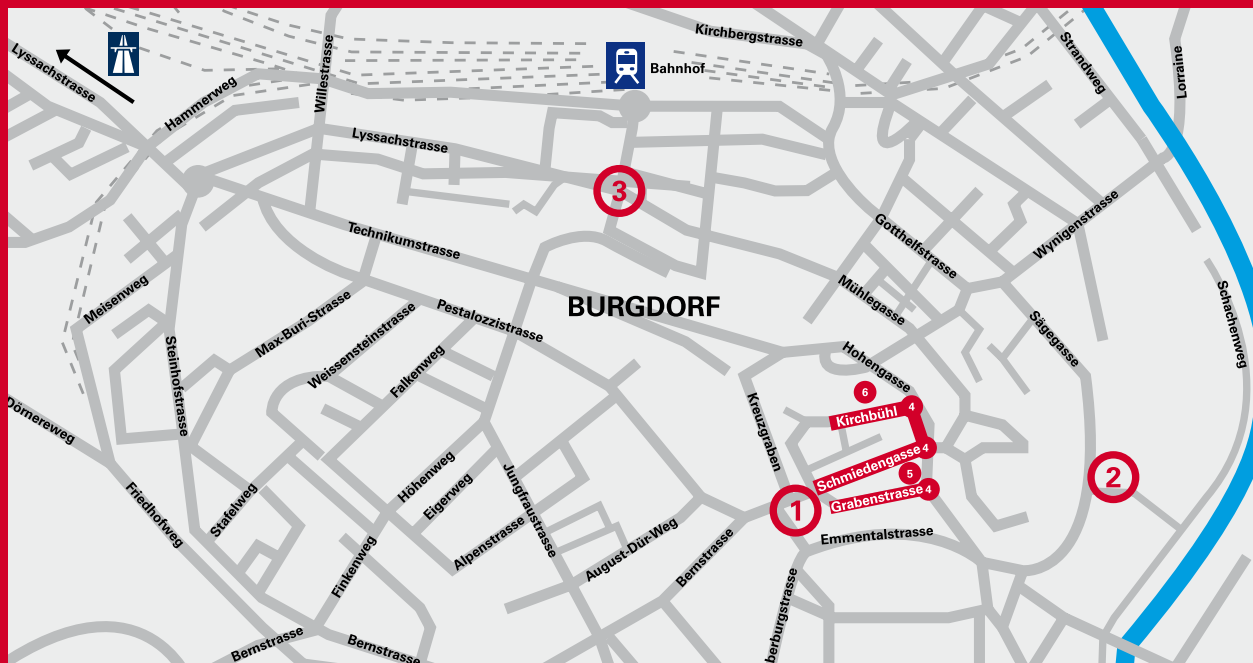 Kirchbergstrasse
Strandweg
Lorraine
Lyssachstrasse
Bahnhof
Willestrasse
Hammerweg
Lyssachstrasse
3
Wynigenstrasse
Gotthelfstrasse
Technikumstrasse
Meisenweg
Mühlegasse
Schachenweg
BURGDORF
Max-Buri-Strasse
Pestalozzistrasse
Sägegasse
Weissensteinstrasse
Hohengasse
Falkenweg
Steinhofstrasse
6
4
Kirchbühl
Dörnereweg
Kreuzgraben
4
Schmiedengasse
5
2
Höhenweg
Eigerweg
4
Grabenstrasse
1
Jungfraustrasse
Friedhofweg
Stafelweg
Emmentalstrasse
Alpenstrasse
August-Dür-Weg
Bernstrasse
Finkenweg
berburgstrasse
Bernstrasse
Bernstrasse